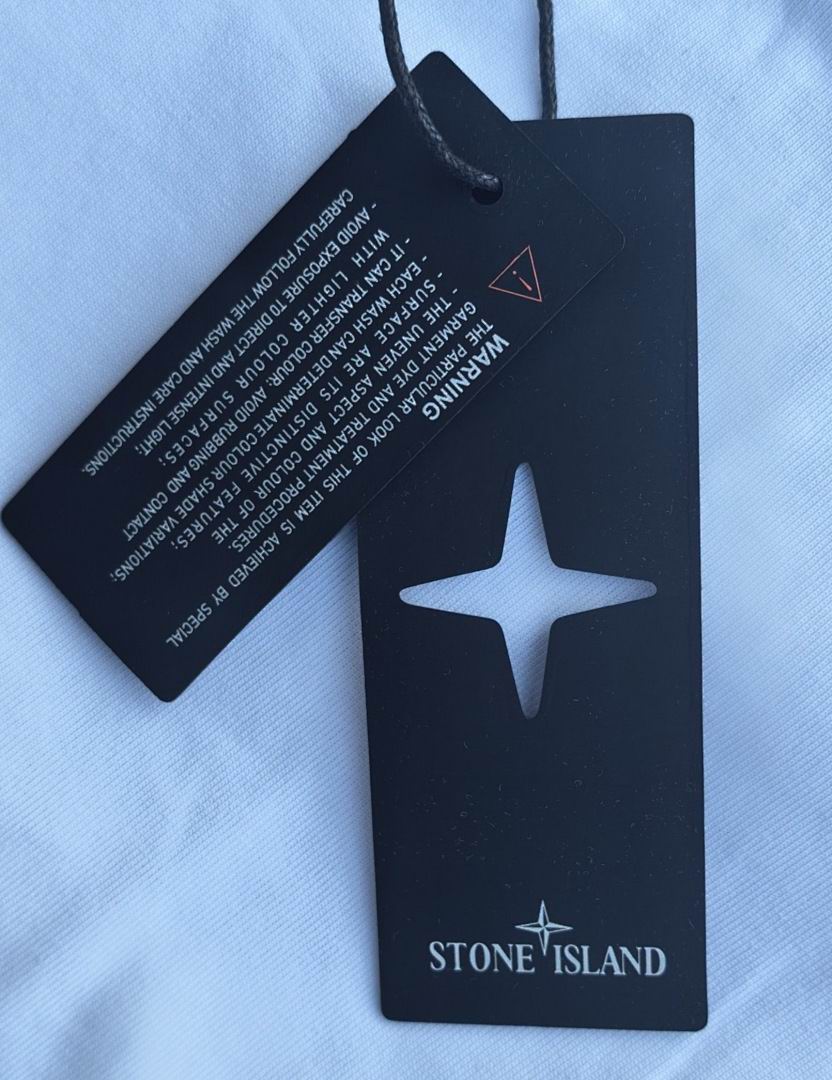 WARNING
THE PARTICULAR LOOK OF THIS ITEM IS ACHIEVED BY SPECIAL
GARMENT DYE AND TREATMENT PROCEDURES.
- THE UNEVEN ASPECT AND COLOUR OF THE
SURFACE ARE ITS DISTINCTIVE FEATURES;
- EACH WASH CAN DETERMINATE COLOUR SHADE VARIATIONS;
- IT CAN TRANSFER COLOUR: AVOID RUBBING AND CONTACT
WITH LIGHTER COLOUR SURFACES;
- AVOID EXPOSURE TO DIRECT AND INTENSE LIGHT;
CAREFULLY FOLLOW THE WASH AND CARE INSTRUCTIONS.
STONE ISLAND